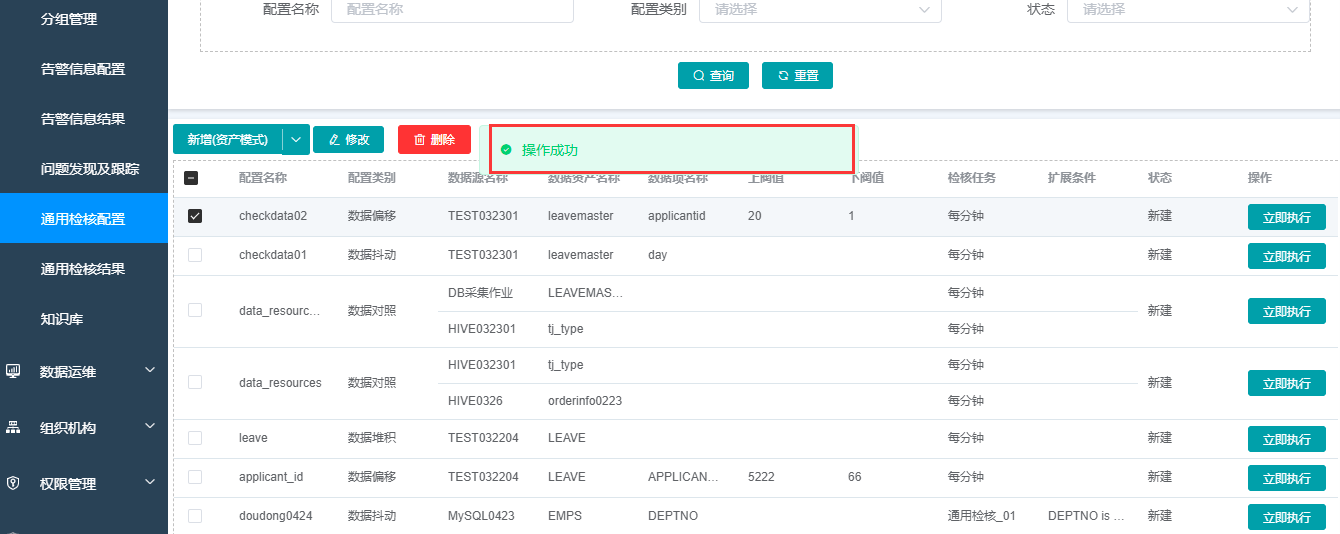 分组管理
告警信息配置
告警信息结果
问题发现及跟踪
通用检核配置
通用检核结果
知识库
数据运维
组织机构
权限管理
配置名称 配置名称 配置类别 请选择 状态 请选择
查询 重置
新增(资产模式) 修改 删除
操作成功
配置名称 配置类别 数据源名称 数据资产名称 数据项名称 上阈值 下阈值 检核任务 扩展条件 状态 操作
checkdata02 数据偏移 TEST032301 leavemaster applicantid 20 1 每分钟 新建 立即执行
checkdata01 数据抖动 TEST032301 leavemaster day 每分钟 新建 立即执行
DB采集作业 LEAVEMAS... 每分钟
data_resourc... 数据对照 新建 立即执行
HIVE032301 tj_type 每分钟
HIVE032301 tj_type 每分钟
data_resources 数据对照 新建 立即执行
HIVE0326 orderinfo0223 每分钟
leave 数据堆积 TEST032204 LEAVE 每分钟 新建 立即执行
applicant_id 数据偏移 TEST032204 LEAVE APPLICAN... 5222 66 每分钟 新建 立即执行
doudong0424 数据抖动 MySQL0423 EMPS DEPTNO 通用检核_01 DEPTNO is ... 新建 立即执行